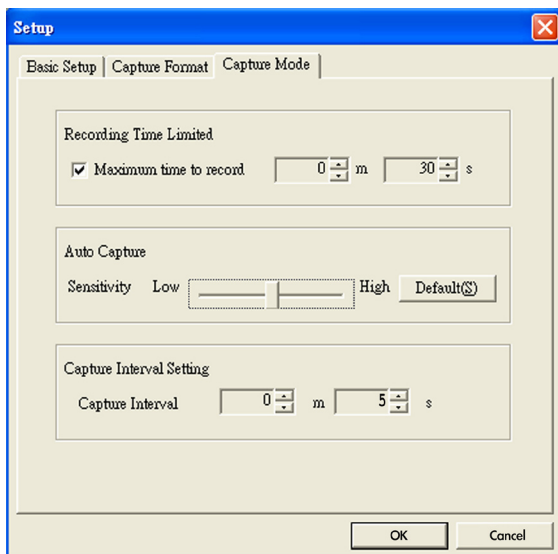 Setup
Basic Setup Capture Format Capture Mode
Recording Time Limited
Maximum time to record 0 m 30 s
Auto Capture
Sensitivity Low High Default(S)
Capture Interval Setting
Capture Interval 0 m 5 s
OK Cancel